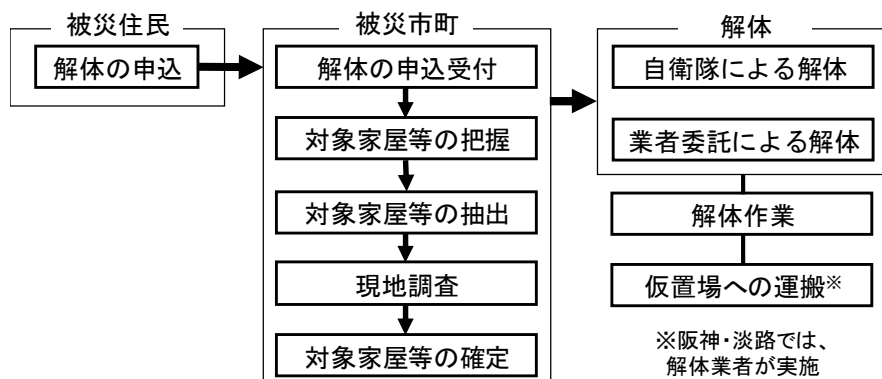 被災住民
解体の申込
被災市町
解体の申込受付
対象家屋等の把握
対象家屋等の抽出
現地調査
対象家屋等の確定
解体
自衛隊による解体
業者委託による解体
解体作業
仮置場への運搬※
※阪神・淡路では、
解体業者が実施